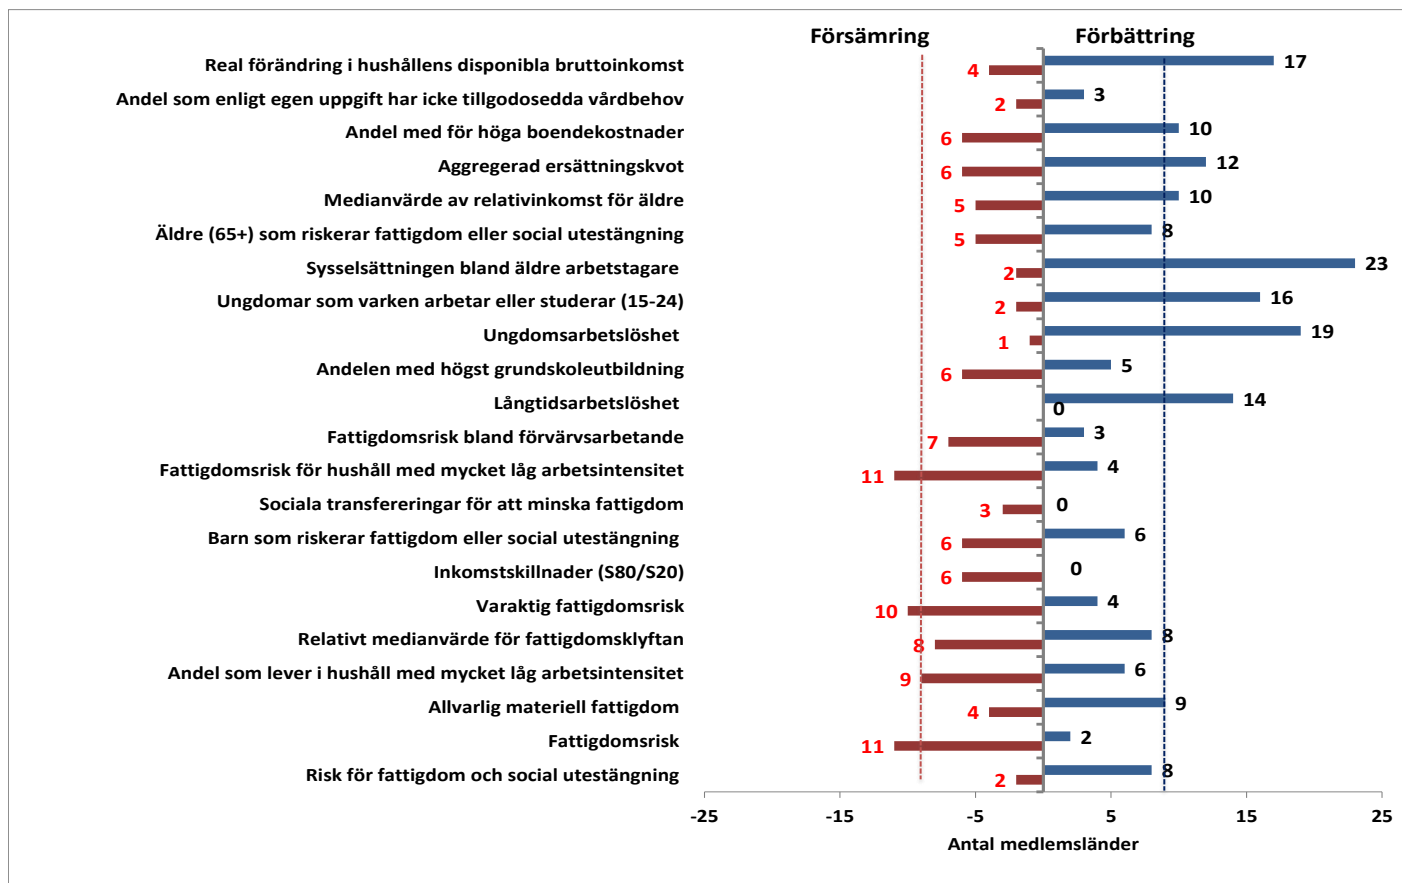 Försämring Förbättring
Real förändring i hushållens disponibla bruttoinkomst 4 17
Andel som enligt egen uppgift har icke tillgodosedda vårdbehov 2 3
Andel med för höga boendekostnader 6 10
Aggregerad ersättningskvot 6 12
Medianvärde av relativinkomst för äldre 5 10
Äldre (65+) som riskerar fattigdom eller social utestängning 5 8
Sysselsättningen bland äldre arbetstagare 2 23
Ungdomar som varken arbetar eller studerar (15-24) 2 16
Ungdomsarbetslöshet 1 19
Andelen med högst grundskoleutbildning 6 5
Långtidsarbetslöshet 0 14
Fattigdomsrisk bland förvärvsarbetande 7 3
Fattigdomsrisk för hushåll med mycket låg arbetsintensitet 11 4
Sociala transfereringar för att minska fattigdom 3 0
Barn som riskerar fattigdom eller social utestängning 6 6
Inkomstskillnader (S80/S20) 6 0
Varaktig fattigdomsrisk 10 4
Relativt medianvärde för fattigdomsklyftan 8 8
Andel som lever i hushåll med mycket låg arbetsintensitet 9 6
Allvarlig materiell fattigdom 4 9
Fattigdomsrisk 11 2
Risk för fattigdom och social utestängning 2 8
-25 -15 -5 5 15 25
Antal medlemsländer